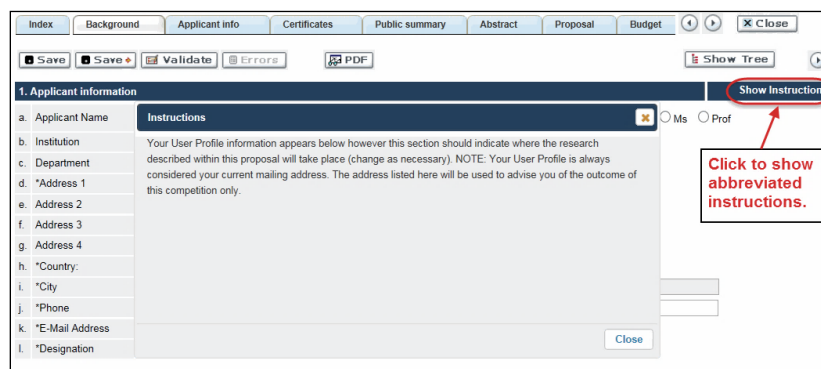 Index Background Applicant info Certificates Public summary Abstract Proposal Budget X Close
Save Save Validate Errors PDF Show Tree
1. Applicant information Show Instruction
a. Applicant Name Instructions Ms Prof
b. Institution Your User Profile information appears below however this section should indicate where the research
c. Department described within this proposal will take place (change as necessary). NOTE: Your User Profile is always
d. *Address 1 considered your current mailing address. The address listed here will be used to advise you of the outcome of
e. Address 2 this competition only.
Click to show
abbreviated
instructions.
f. Address 3
g. Address 4
h. *Country:
i. *City
j. *Phone
k. *E-Mail Address Close
l. *Designation